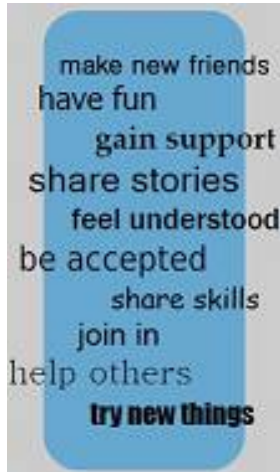 make new friends
have fun
gain support
share stories
feel understood
be accepted
share skills
join in
help others
try new things